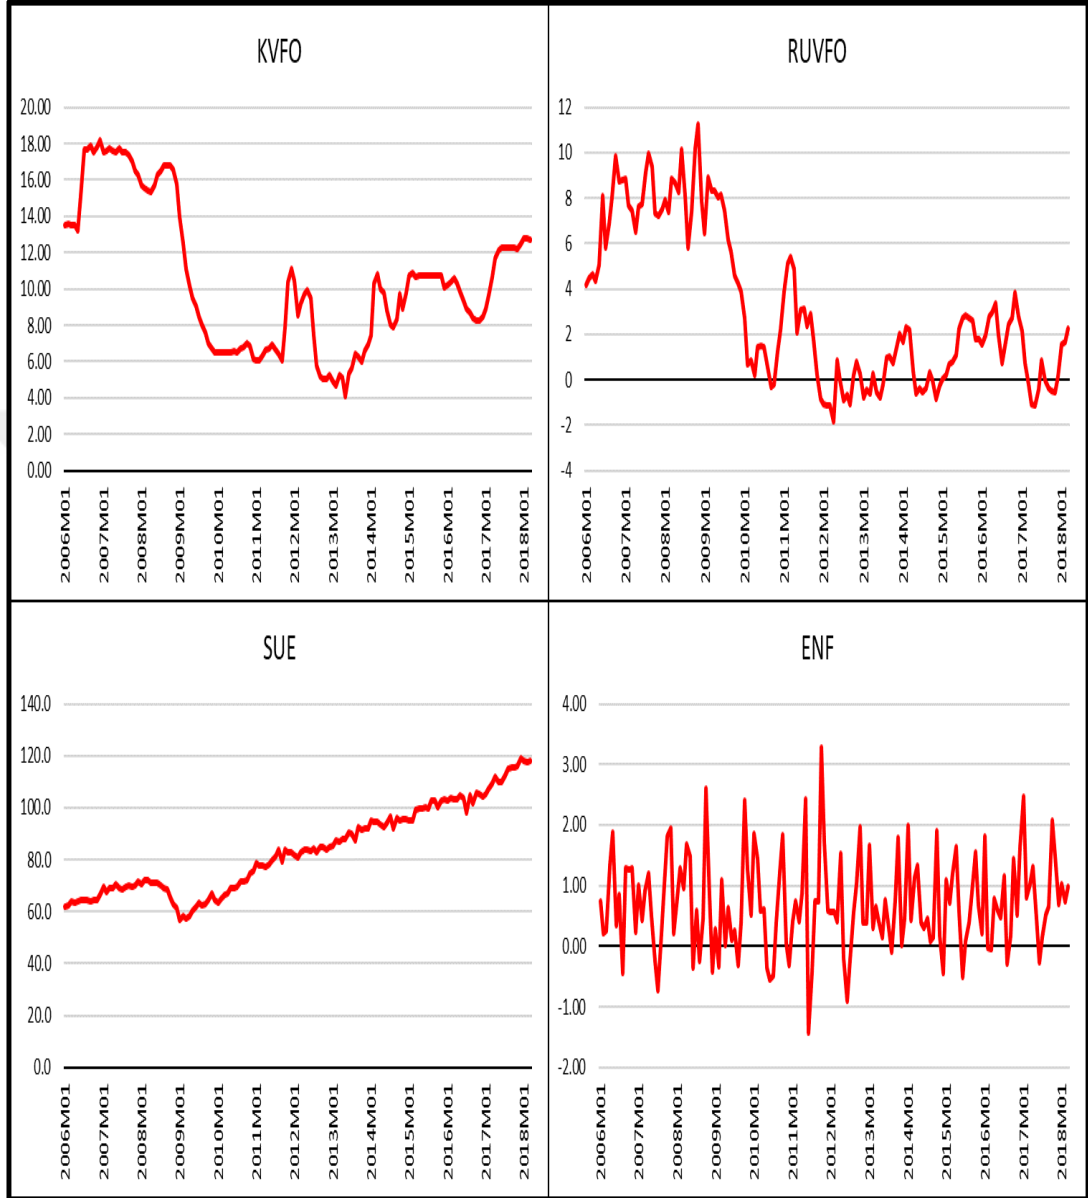 KVFO
20.00
18.00
16.00
14.00
12.00
10.00
8.00
6.00
4.00
2.00
0.00
2006M01
2007M01
2008M01
2009M01
2010M01
2011M01
2012M01
2013M01
2014M01
2015M01
2016M01
2017M01
2018M01
RUVFO
12
10
8
6
4
2
0
-2
-4
2006M01
2007M01
2008M01
2009M01
2010M01
2011M01
2012M01
2013M01
2014M01
2015M01
2016M01
2017M01
2018M01
SUE
140.0
120.0
100.0
80.0
60.0
40.0
20.0
0.0
2006M01
2007M01
2008M01
2009M01
2010M01
2011M01
2012M01
2013M01
2014M01
2015M01
2016M01
2017M01
2018M01
ENF
4.00
3.00
2.00
1.00
0.00
-1.00
-2.00
2006M01
2007M01
2008M01
2009M01
2010M01
2011M01
2012M01
2013M01
2014M01
2015M01
2016M01
2017M01
2018M01